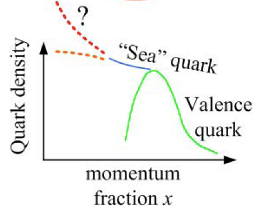 ?
“Sea” quark
Valence
quark
Quark density
momentum
fraction x